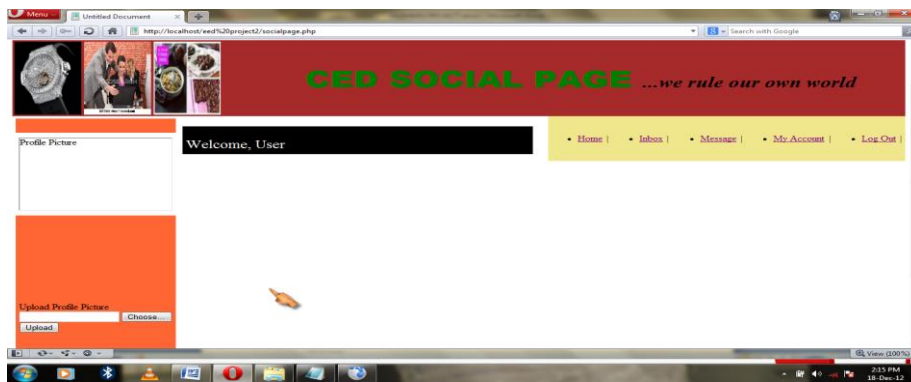 Menu
Untitled Document
http://localhost/eed%20project2/socialpage.php
Search with Google
CED SOCIAL PAGE ...we rule our own world
Profile Picture
Welcome, User
• Home | • Inbox | • Message | • My Account | • Log Out |
Upload Profile Picture
Choose...
Upload
View (100%)
2:15 PM
18-Dec-12